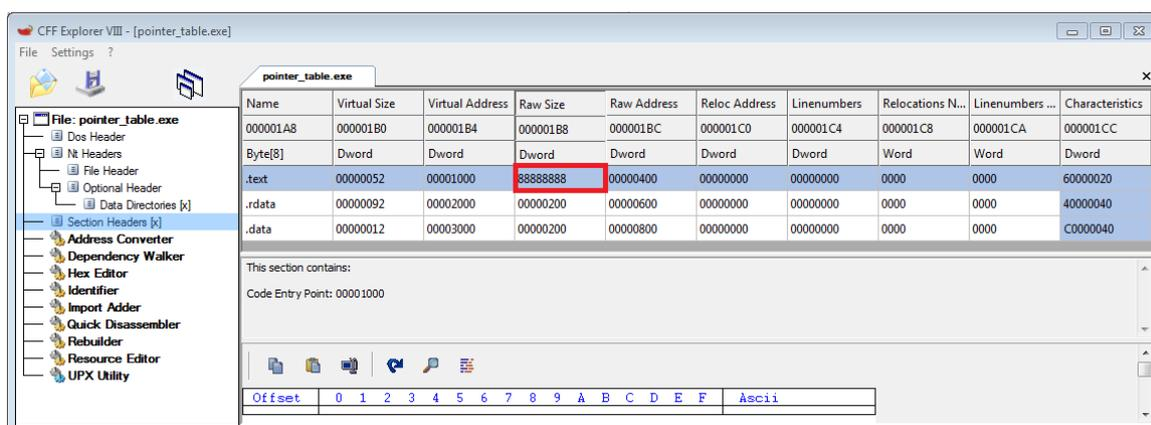 CFF Explorer VIII - [pointer_table.exe]
File Settings ?
pointer_table.exe
File: pointer_table.exe
Dos Header
Nt Headers
File Header
Optional Header
Data Directories [x]
Section Headers [x]
Address Converter
Dependency Walker
Hex Editor
Identifier
Import Adder
Quick Disassembler
Rebuilder
Resource Editor
UPX Utility
Name Virtual Size Virtual Address Raw Size Raw Address Reloc Address Linenumbers Relocations N... Linenumbers ... Characteristics
000001A8 000001B0 000001B4 000001B8 000001BC 000001C0 000001C4 000001C8 000001CA 000001CC
Byte[8] Dword Dword Dword Dword Dword Dword Word Word Dword
.text 00000052 00001000 88888888 00000400 00000000 00000000 0000 0000 60000020
.rdata 00000092 00002000 00000200 00000600 00000000 00000000 0000 0000 40000040
.data 00000012 00003000 00000200 00000800 00000000 00000000 0000 0000 C0000040
This section contains:
Code Entry Point: 00001000
Offset 0 1 2 3 4 5 6 7 8 9 A B C D E F Ascii